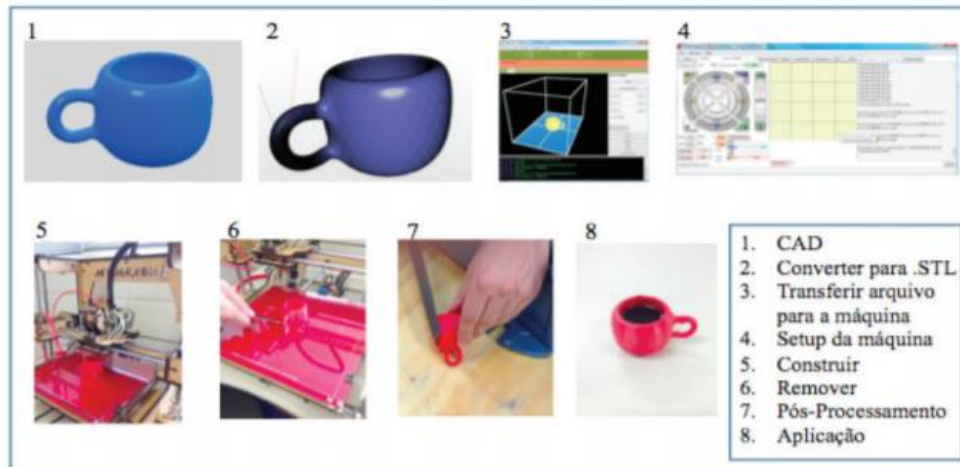 1
2
3
4
5
6
7
8
1. CAD
2. Converter para .STL
3. Transferir arquivo
para a máquina
4. Setup da máquina
5. Construir
6. Remover
7. Pós-Processamento
8. Aplicação